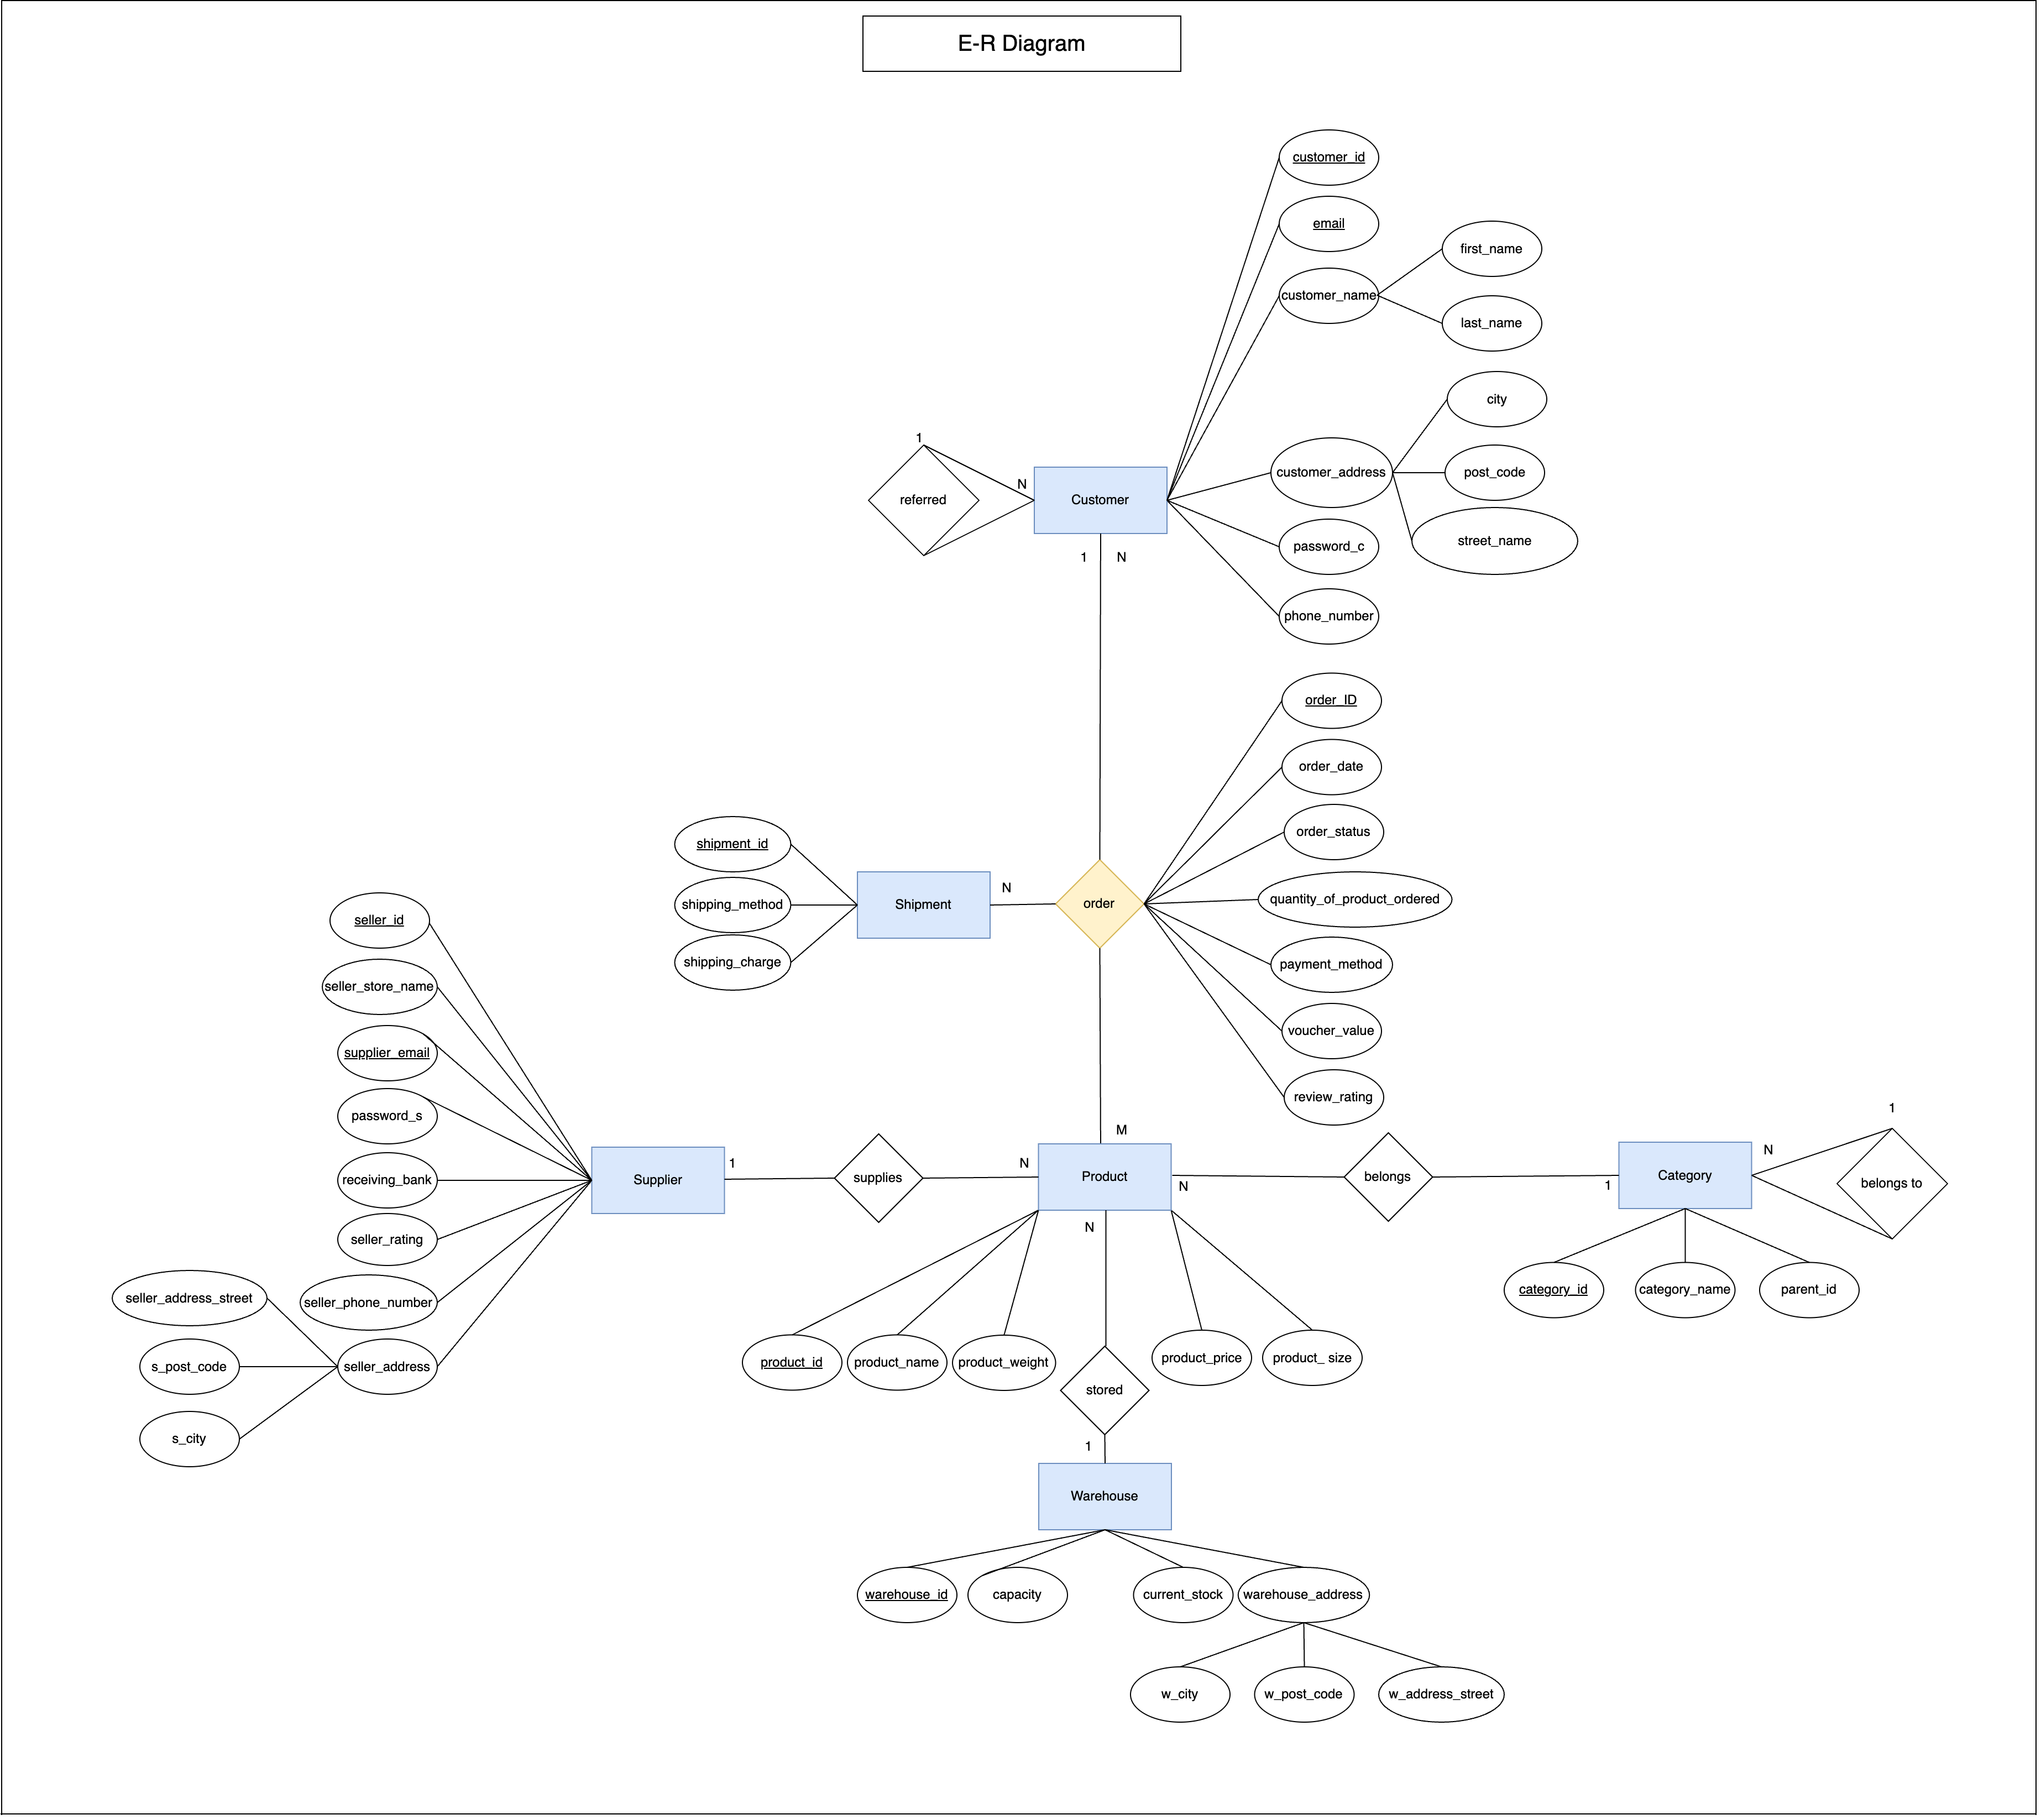 E-R Diagram
customer_id
email
first_name
customer_name
last_name
city
1
N
referred
Customer
customer_address
post_code
street_name
1
N
password_c
phone_number
order_ID
order_date
order_status
shipment_id
N
quantity_of_product_ordered
shipping_method
Shipment
order
shipping_charge
payment_method
voucher_value
review_rating
M
seller_id
seller_store_name
supplier_email
password_s
receiving_bank
seller_rating
seller_phone_number
seller_address
seller_address_street
s_post_code
s_city
Supplier
1
supplies
N
Product
N
belongs
1
Category
N
1
belongs to
category_id
category_name
parent_id
N
product_id
product_name
product_weight
product_price
product_ size
stored
1
Warehouse
warehouse_id
capacity
current_stock
warehouse_address
w_city
w_post_code
w_address_street